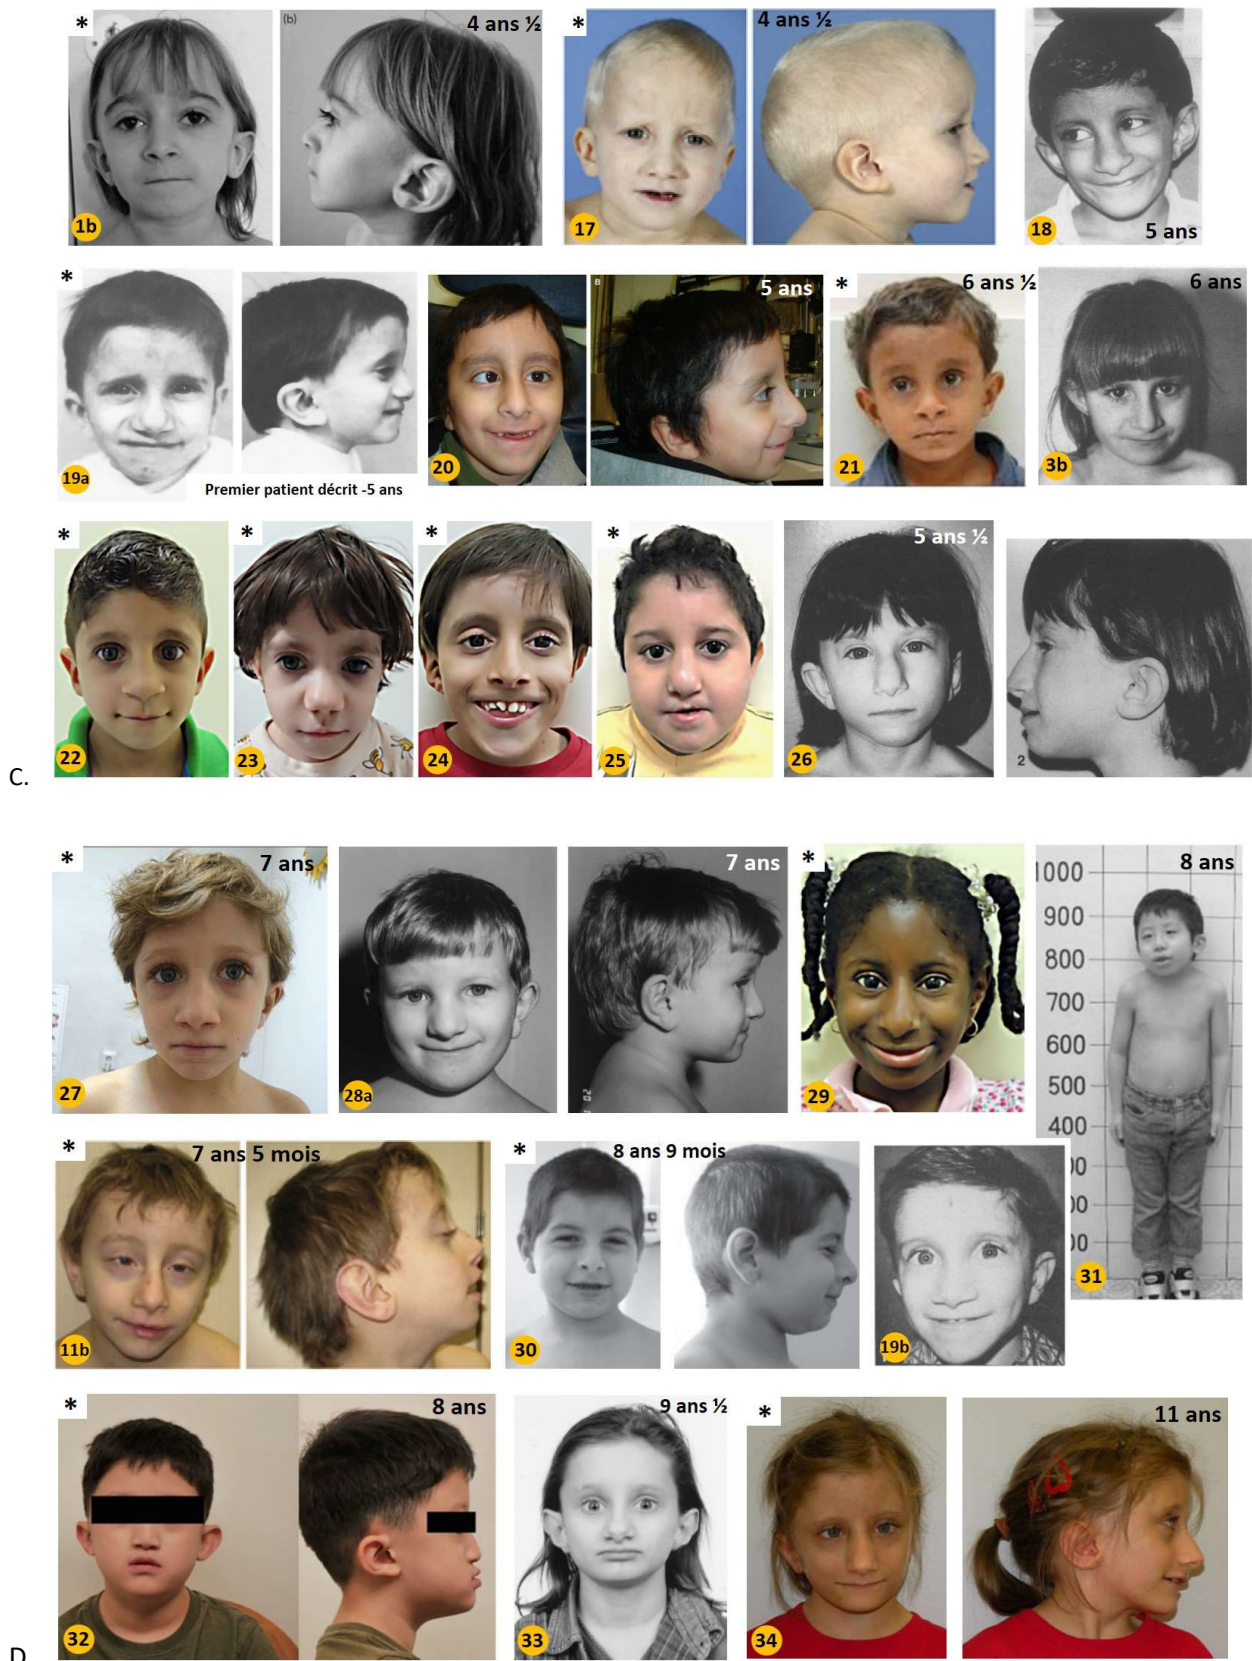 * (b) 4 ans ½ * 4 ans ½
1b 17 18 5 ans
* 5 ans * 6 ans ½ 6 ans
B
19a 20 21 3b
Premier patient décrit -5 ans
* * * * 5 ans ½
22 23 24 25 26 2
C.
* 7 ans 7 ans * 8 ans
1000
900
800
700
600
500
400
27 28a 29
* 7 ans 5 mois * 8 ans 9 mois
00
00
00
11b 30 19b 31
* 8 ans 9 ans ½ * 11 ans
32 33 34
D